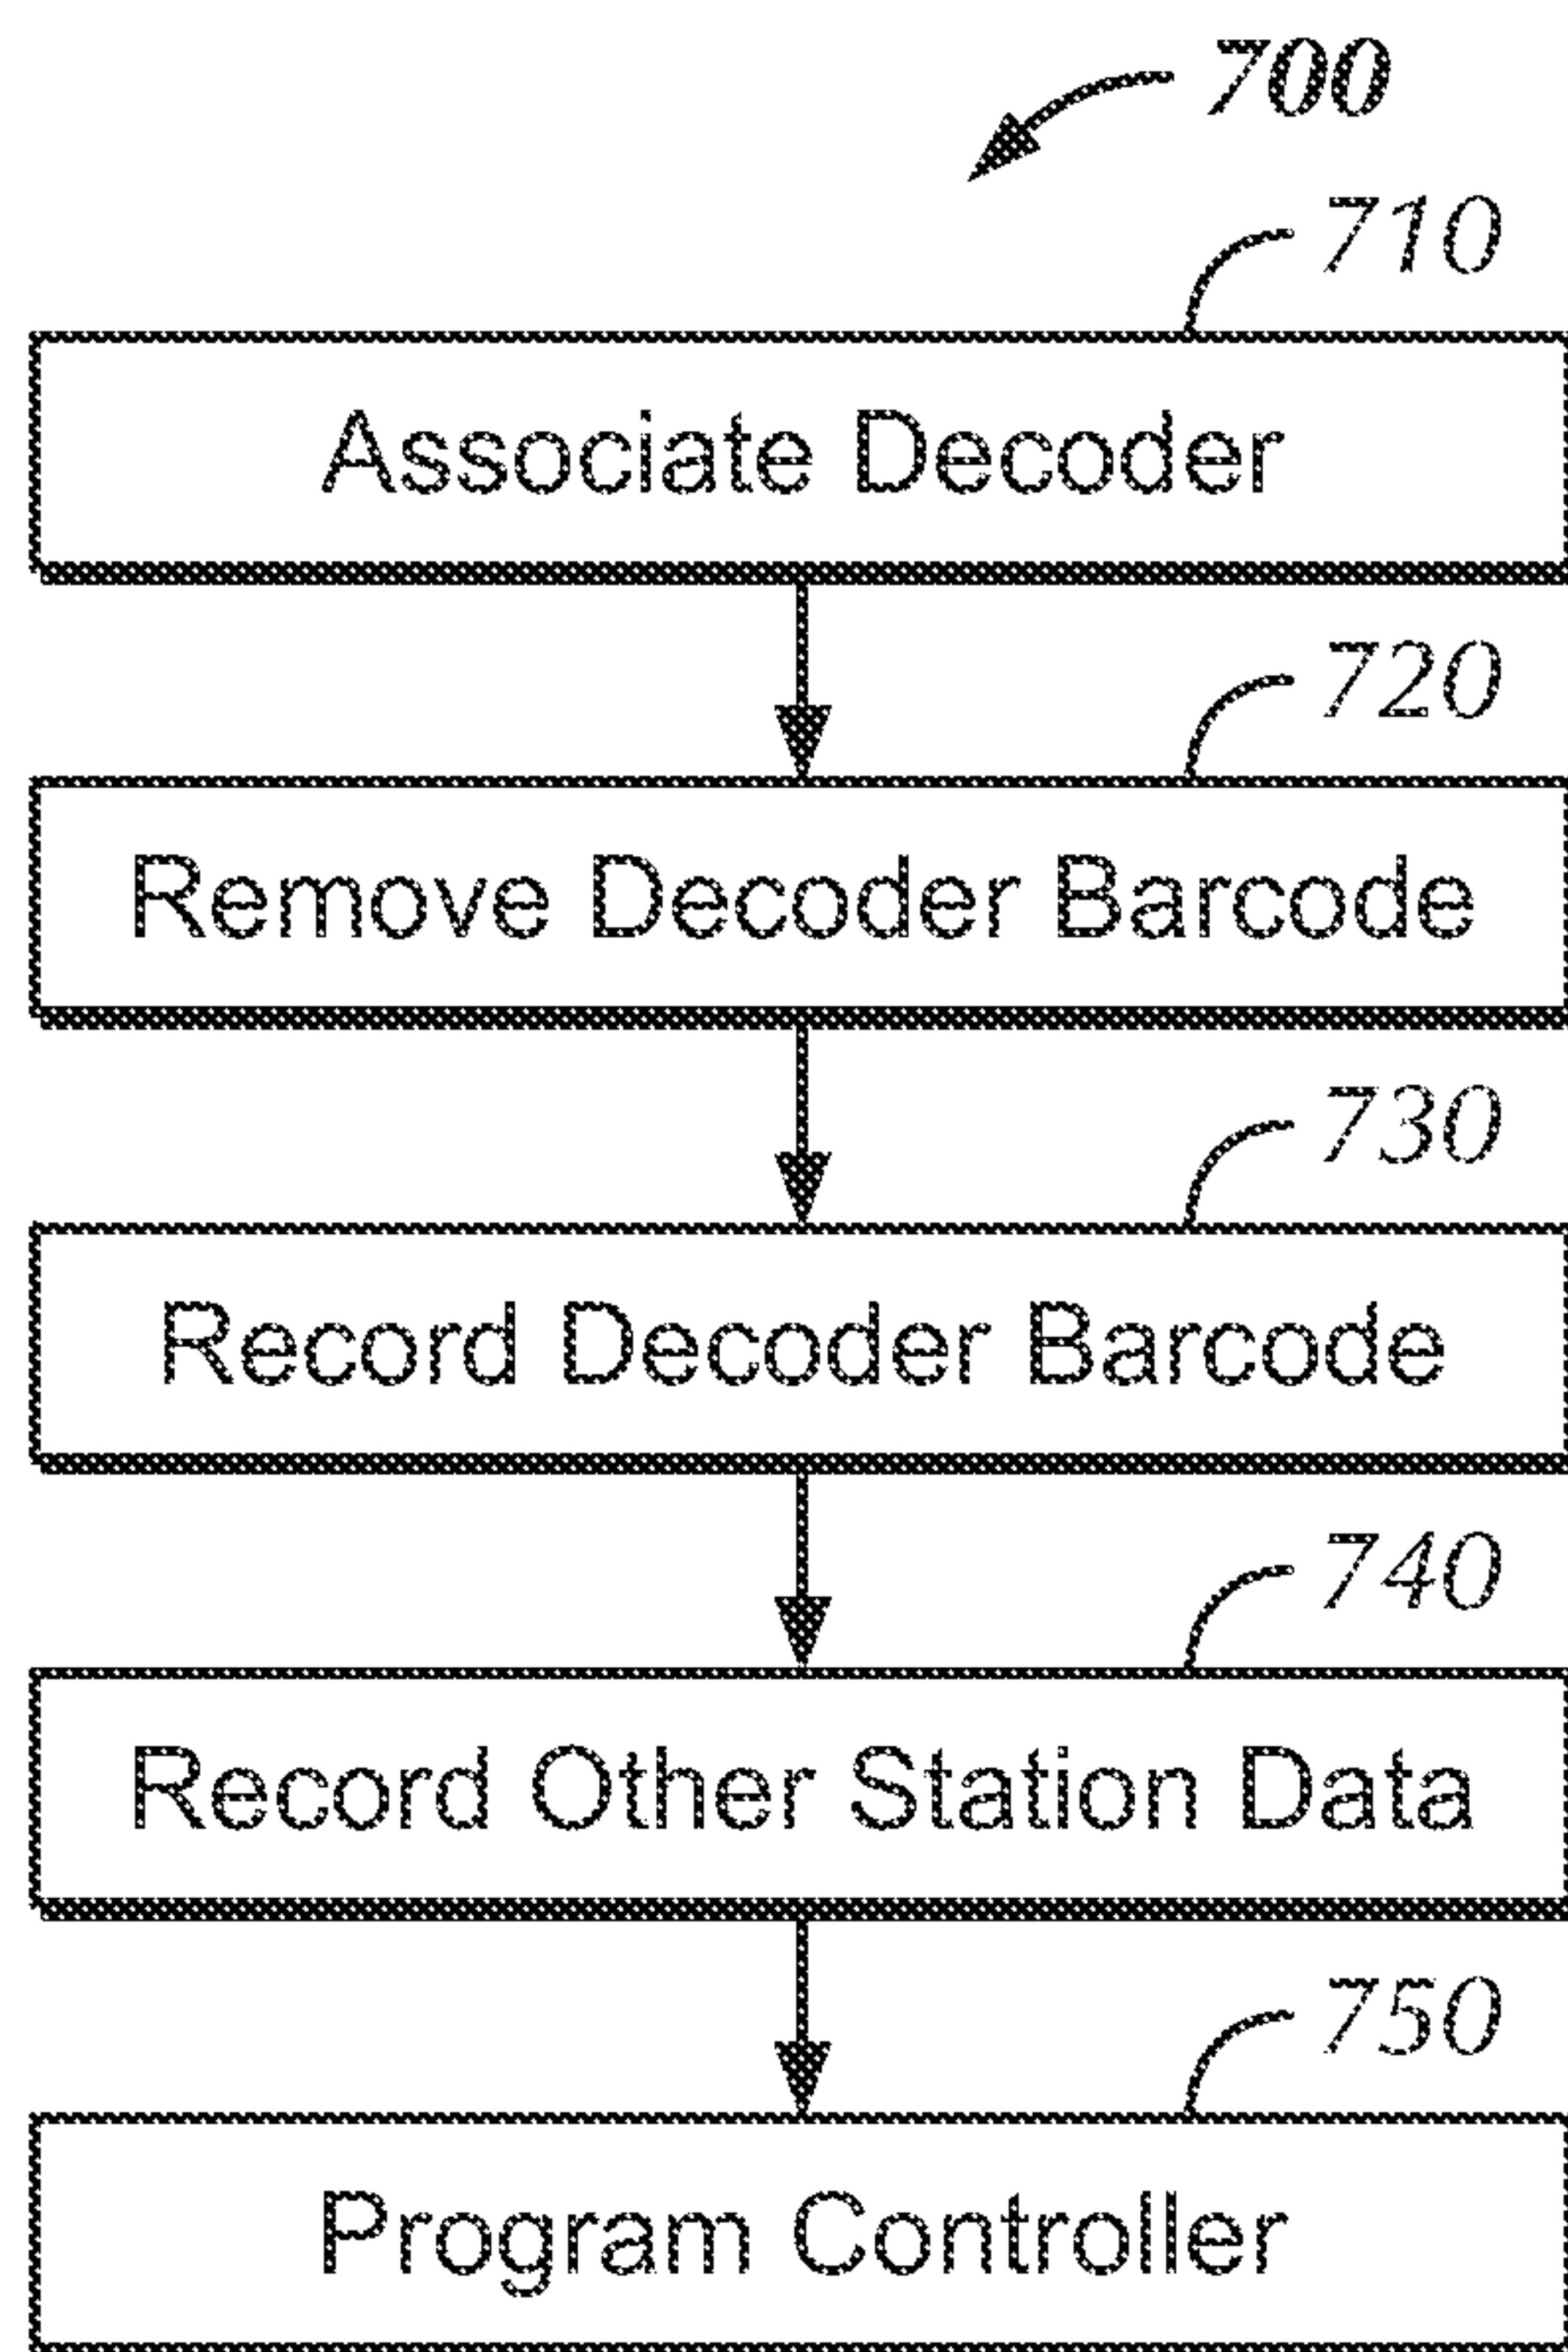 700
710
Associate Decoder
720
Remove Decoder Barcode
730
Record Decoder Barcode
740
Record Other Station Data
750
Program Controller